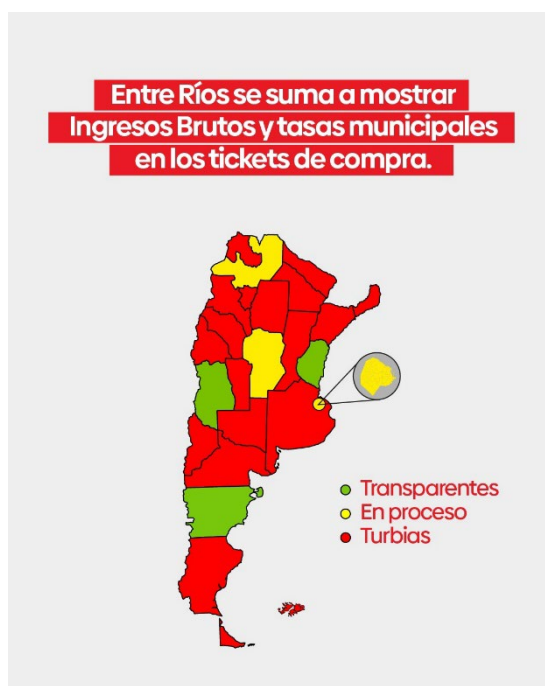 Entre Ríos se suma a mostrar
Ingresos Brutos y tasas municipales
en los tickets de compra.
Transparentes
En proceso
Turbias